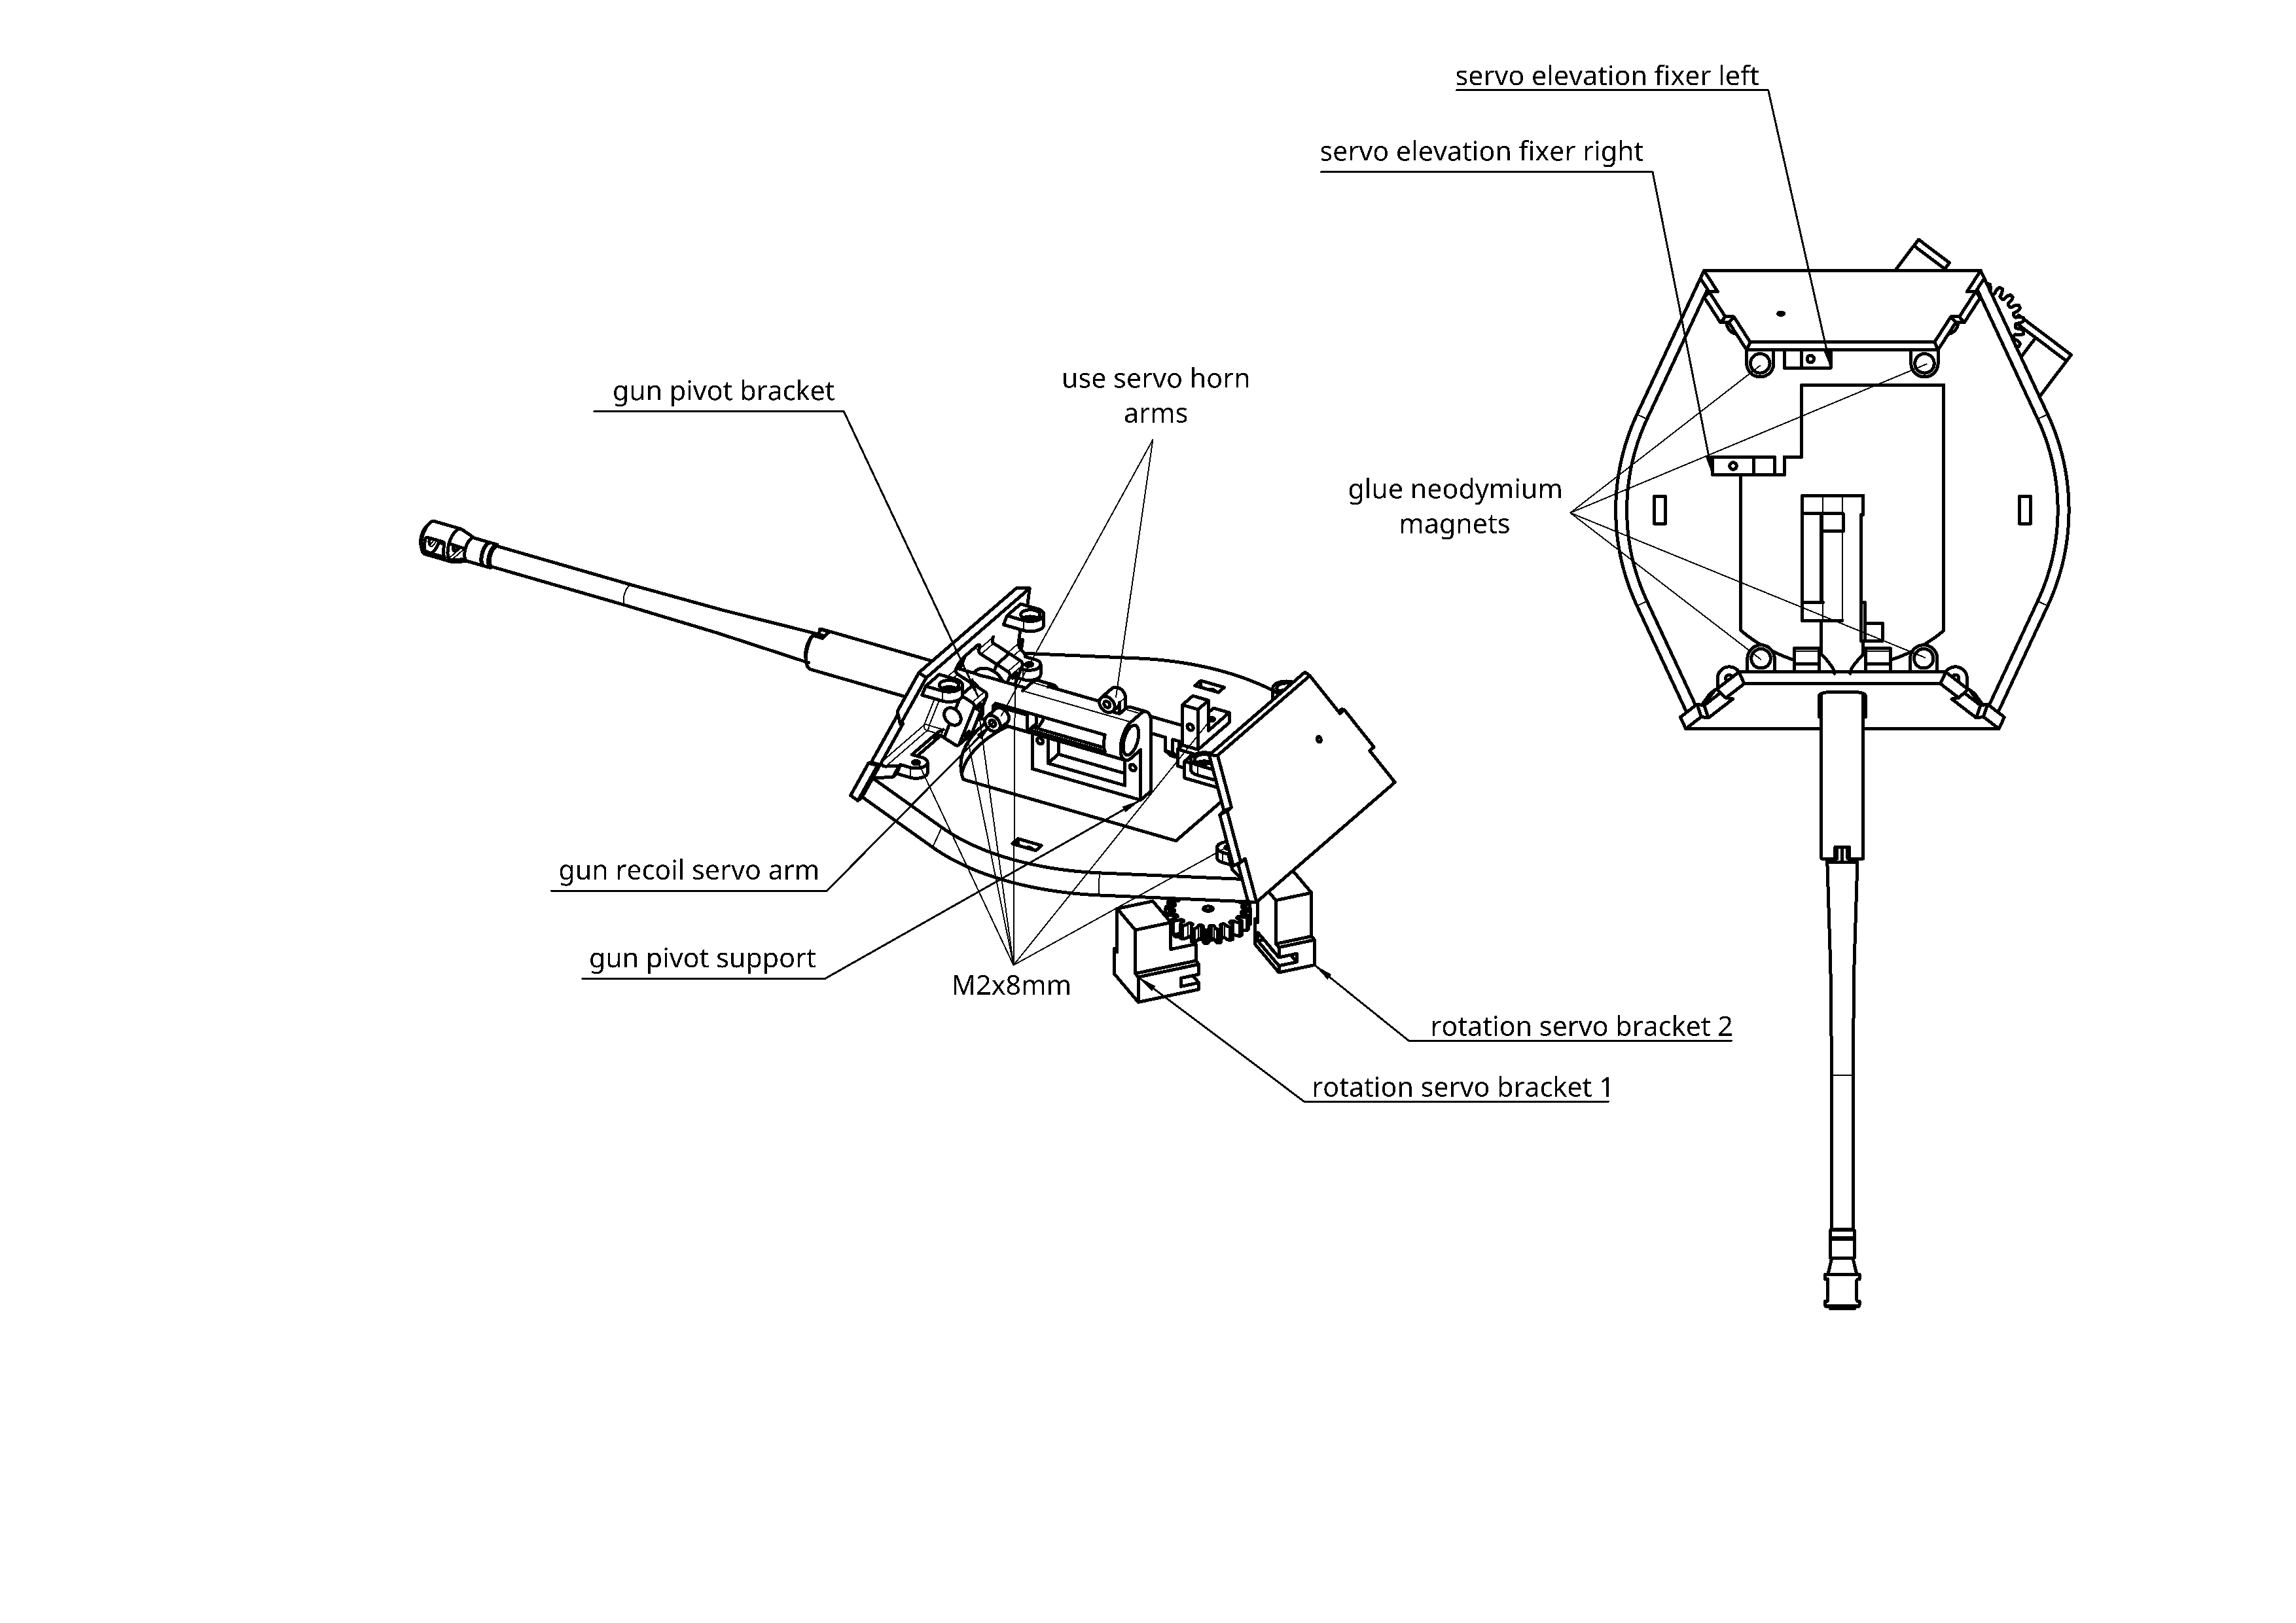 servo elevation fixer left
servo elevation fixer right
gun pivot bracket
use servo horn
arms
glue neodymium
magnets
gun recoil servo arm
gun pivot support
M2x8mm
rotation servo bracket 2
rotation servo bracket 1